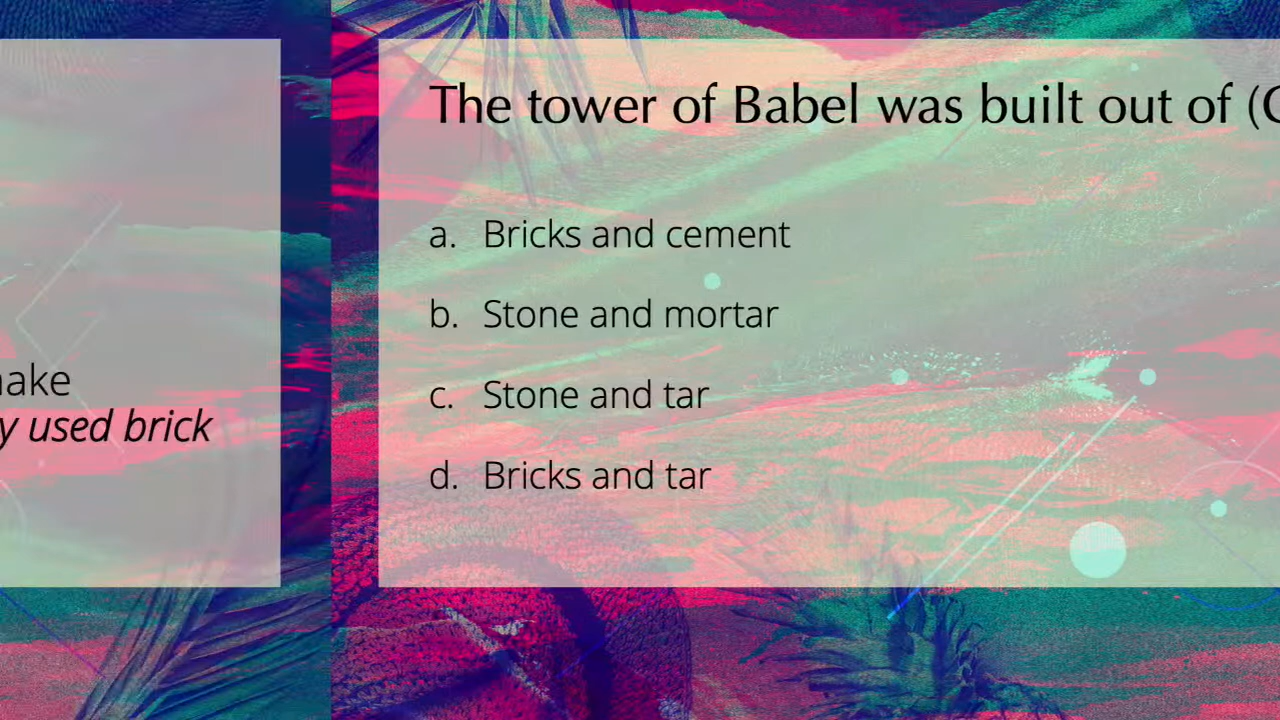 make
y used brick
The tower of Babel was built out of (
a. Bricks and cement
b. Stone and mortar
c. Stone and tar
d. Bricks and tar